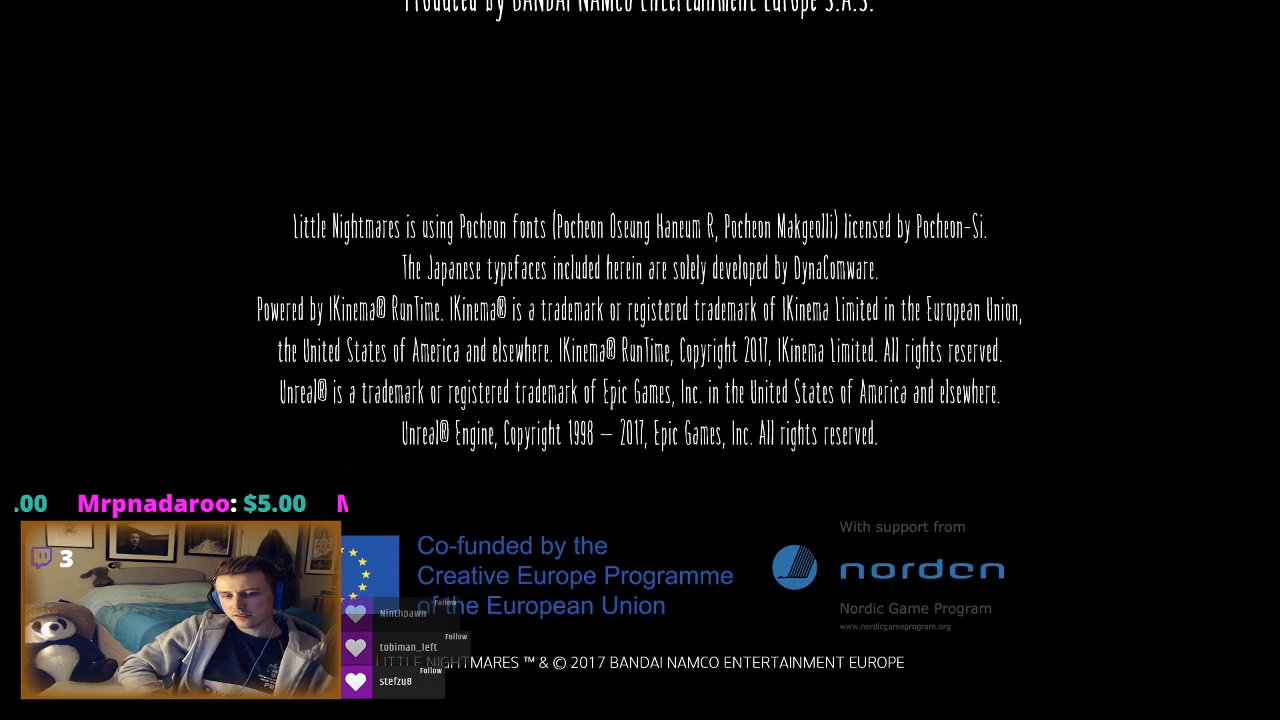 Produced by BANDAI NAMCO Entertainment Europe S.A.S.
Little Nightmares is using Pocheon fonts (Pocheon Oseung Haneum R, Pocheon Makgeolli) licensed by Pocheon-Si.
The Japanese typefaces included herein are solely developed by DynaComware.
Powered by IKinema® RunTime. IKinema® is a trademark or registered trademark of IKinema Limited in the European Union,
the United States of America and elsewhere. IKinema® RunTime, Copyright 2017, IKinema Limited. All rights reserved.
Unreal® is a trademark or registered trademark of Epic Games, Inc. in the United States of America and elsewhere.
Unreal® Engine, Copyright 1998 – 2017, Epic Games, Inc. All rights reserved.
.00 Mrpnadaroo: $5.00
3
Co-funded by the
Creative Europe Programme
of the European Union
With support from
norden
Nordic Game Program
www.nordicgameprogram.org
Ninthpawn Follow
tobiman_left Follow
stefzu8 Follow
LITTLE NIGHTMARES ™ & © 2017 BANDAI NAMCO ENTERTAINMENT EUROPE